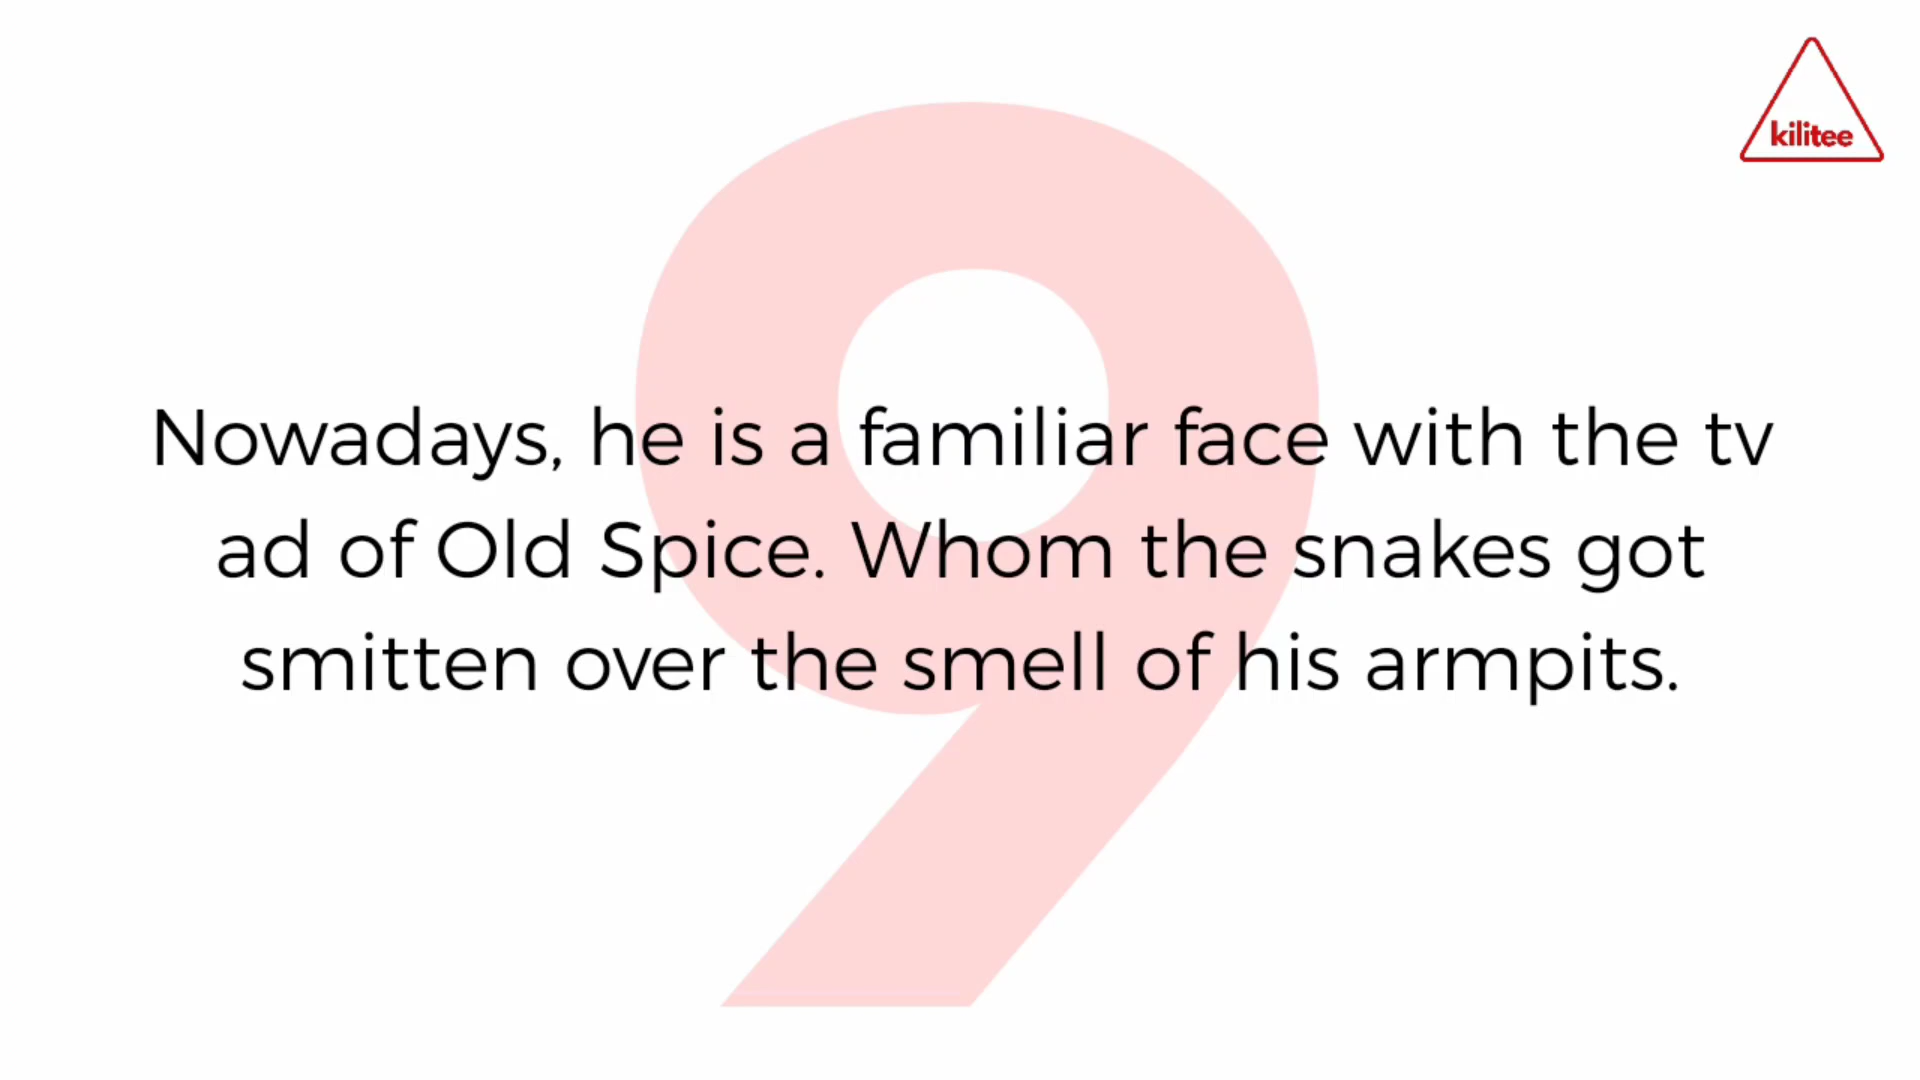 kilitee
9
Nowadays, he is a familiar face with the tv
ad of Old Spice. Whom the snakes got
smitten over the smell of his armpits.